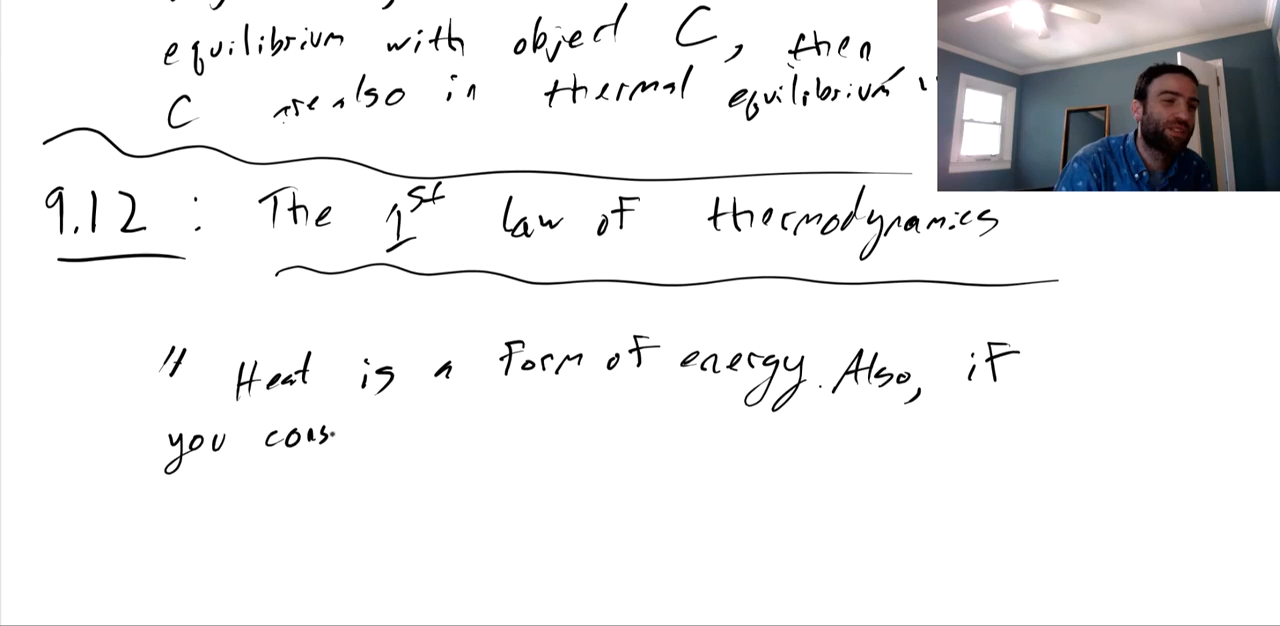 equilibrium with object C, then
C are also in thermal equilibrium"
9.12 : The 1st law of thermodynamics
" Heat is a form of energy. Also, if
you cons